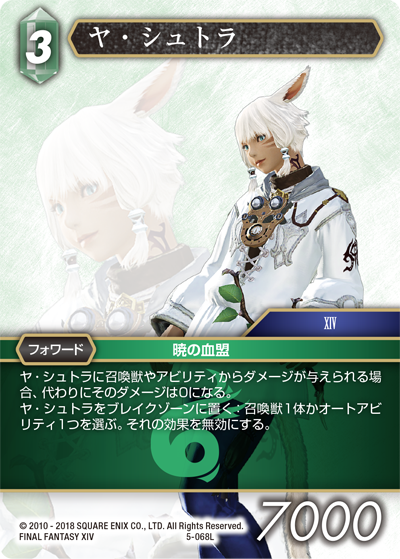 3
ヤ・シュトラ
XIV
フォワード
暁の血盟
ヤ・シュトラに召喚獣やアビリティからダメージが与えられる場
合、代わりにそのダメージは0になる。
ヤ・シュトラをブレイクゾーンに置く：召喚獣1体かオートアビ
リティ1つを選ぶ。それの効果を無効にする。
© 2010 - 2018 SQUARE ENIX CO., LTD. All Rights Reserved.
FINAL FANTASY XIV
5-068L
7000